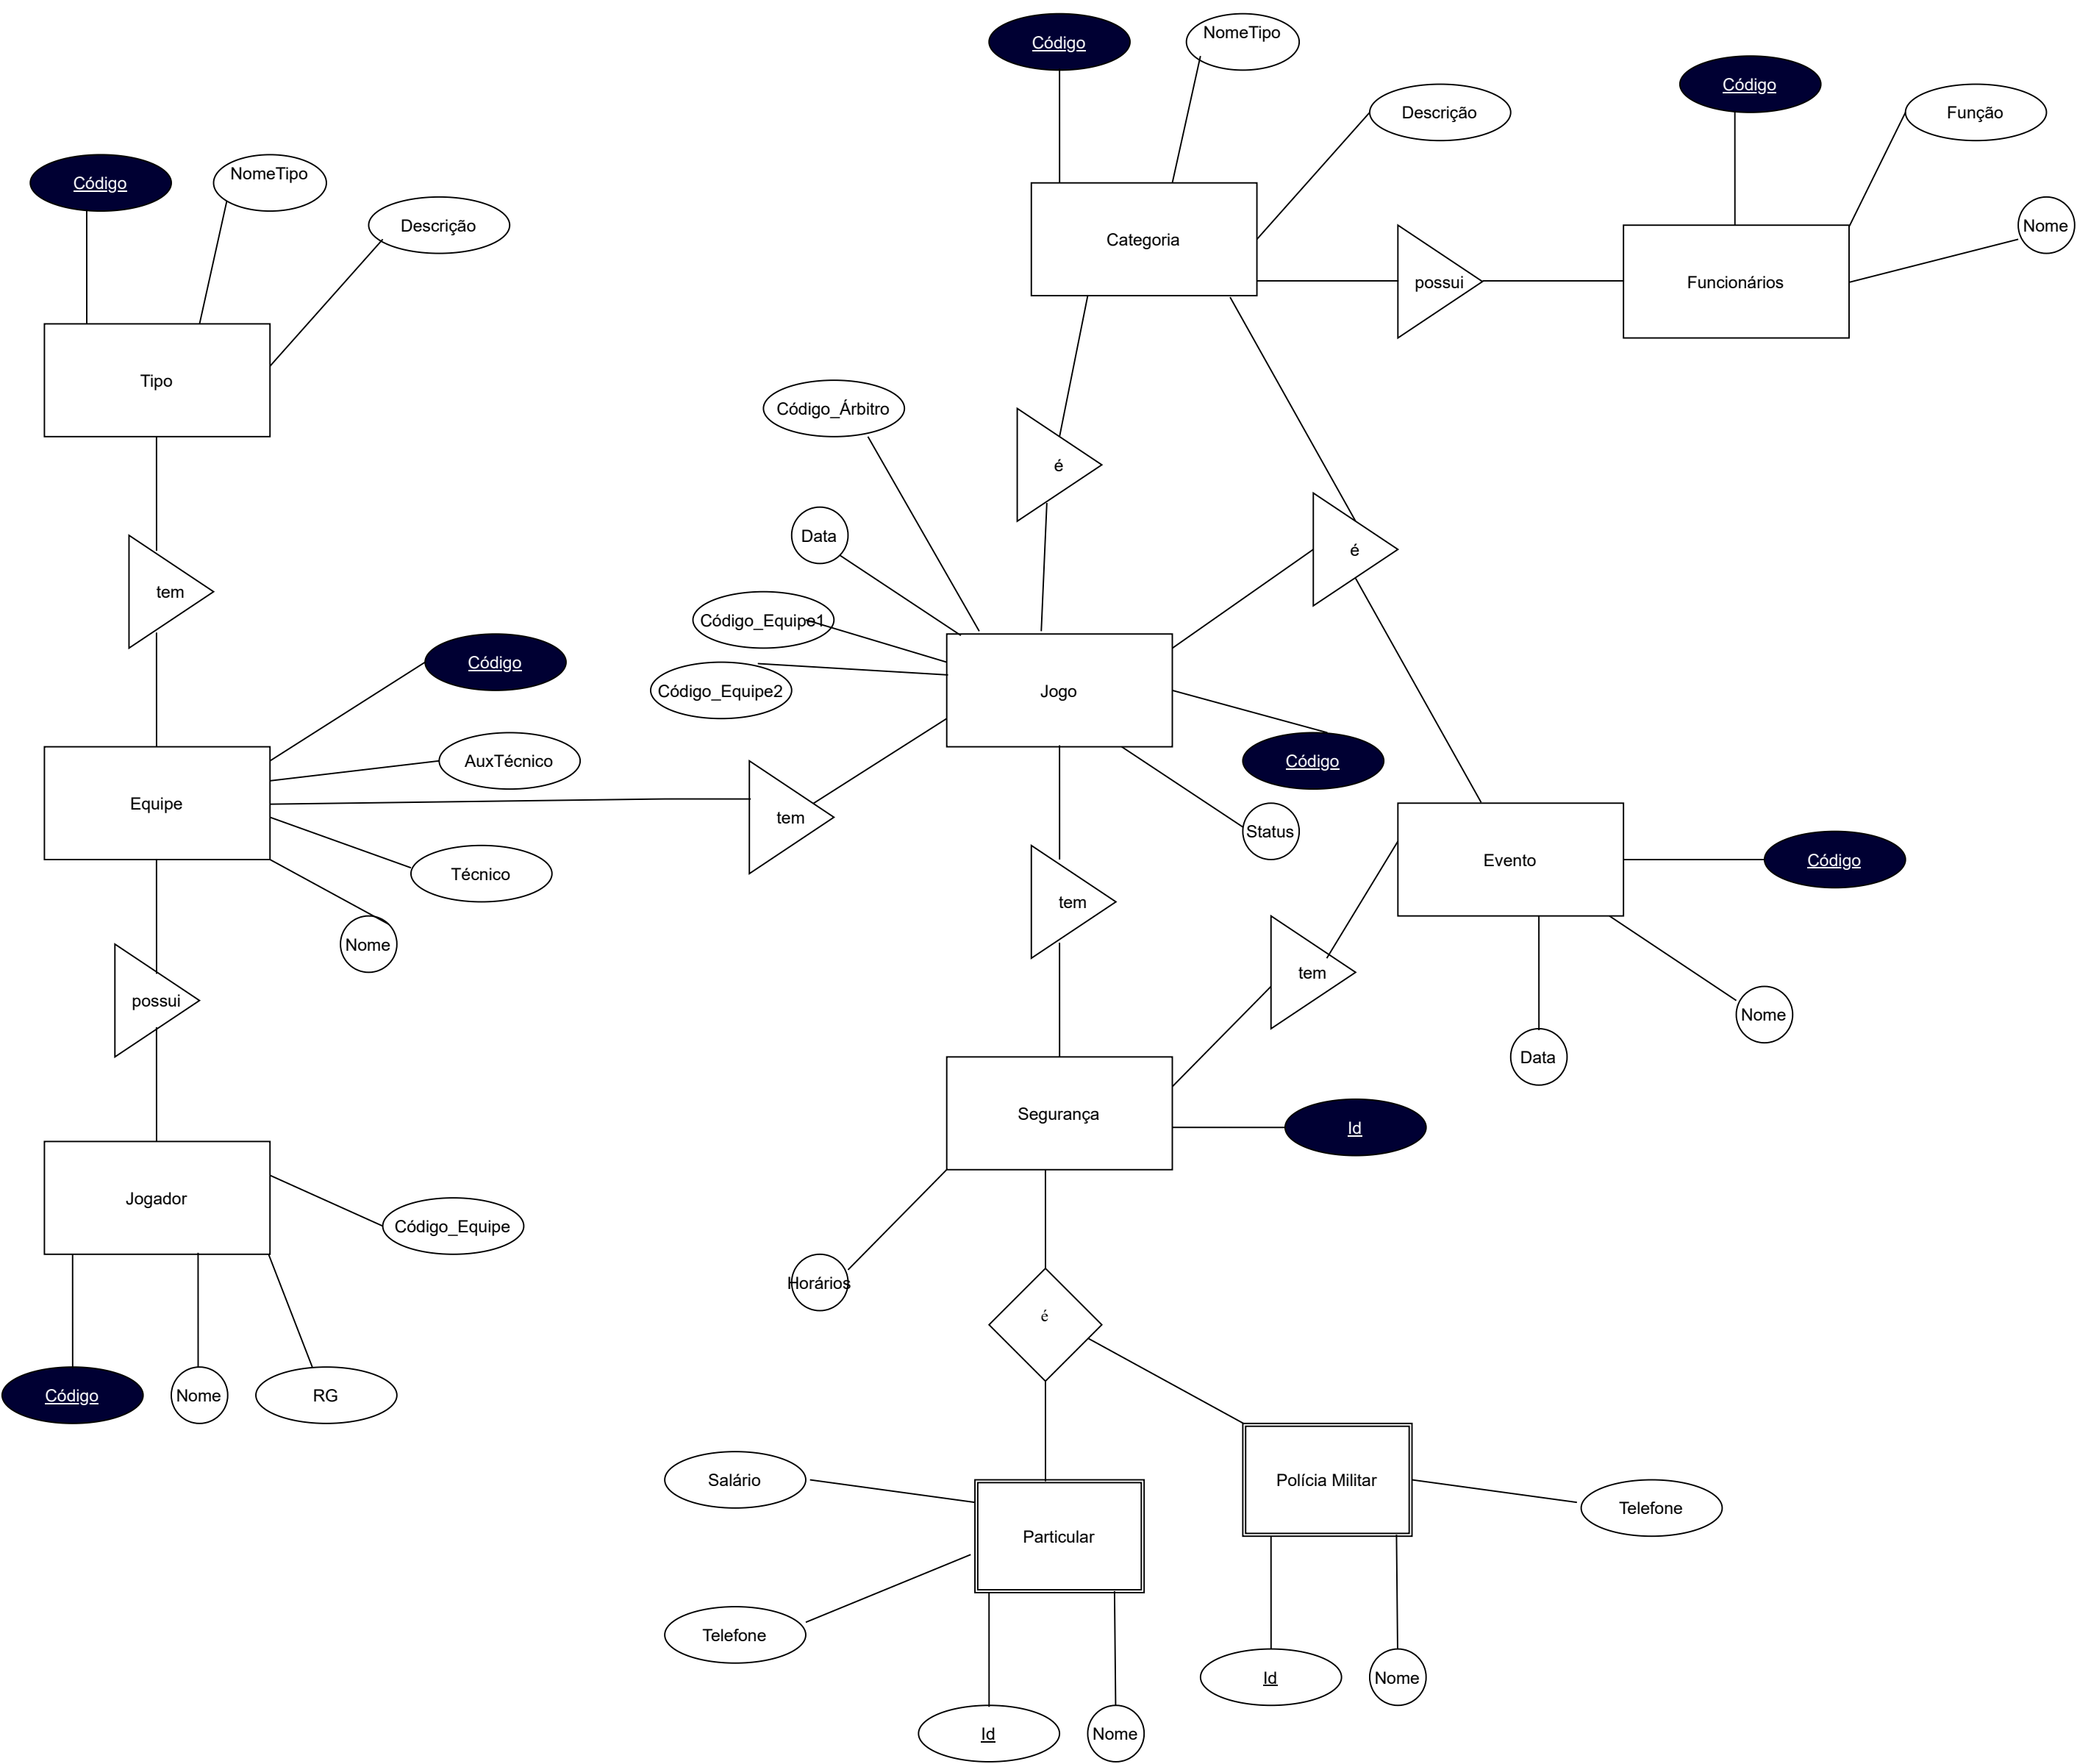 Código
NomeTipo
Descrição
Código
Função
Nome
Categoria
possui
Funcionários
Código
NomeTipo
Descrição
Tipo
Código_Árbitro
é
Data
é
tem
Código_Equipe1
Código_Equipe2
Jogo
Código
Código
AuxTécnico
Equipe
tem
Status
Técnico
Nome
tem
Evento
Código
possui
tem
Nome
Data
Segurança
Id
Jogador
Código_Equipe
Horários
é
Código
Nome
RG
Salário
Polícia Militar
Telefone
Particular
Telefone
Id
Nome
Id
Nome